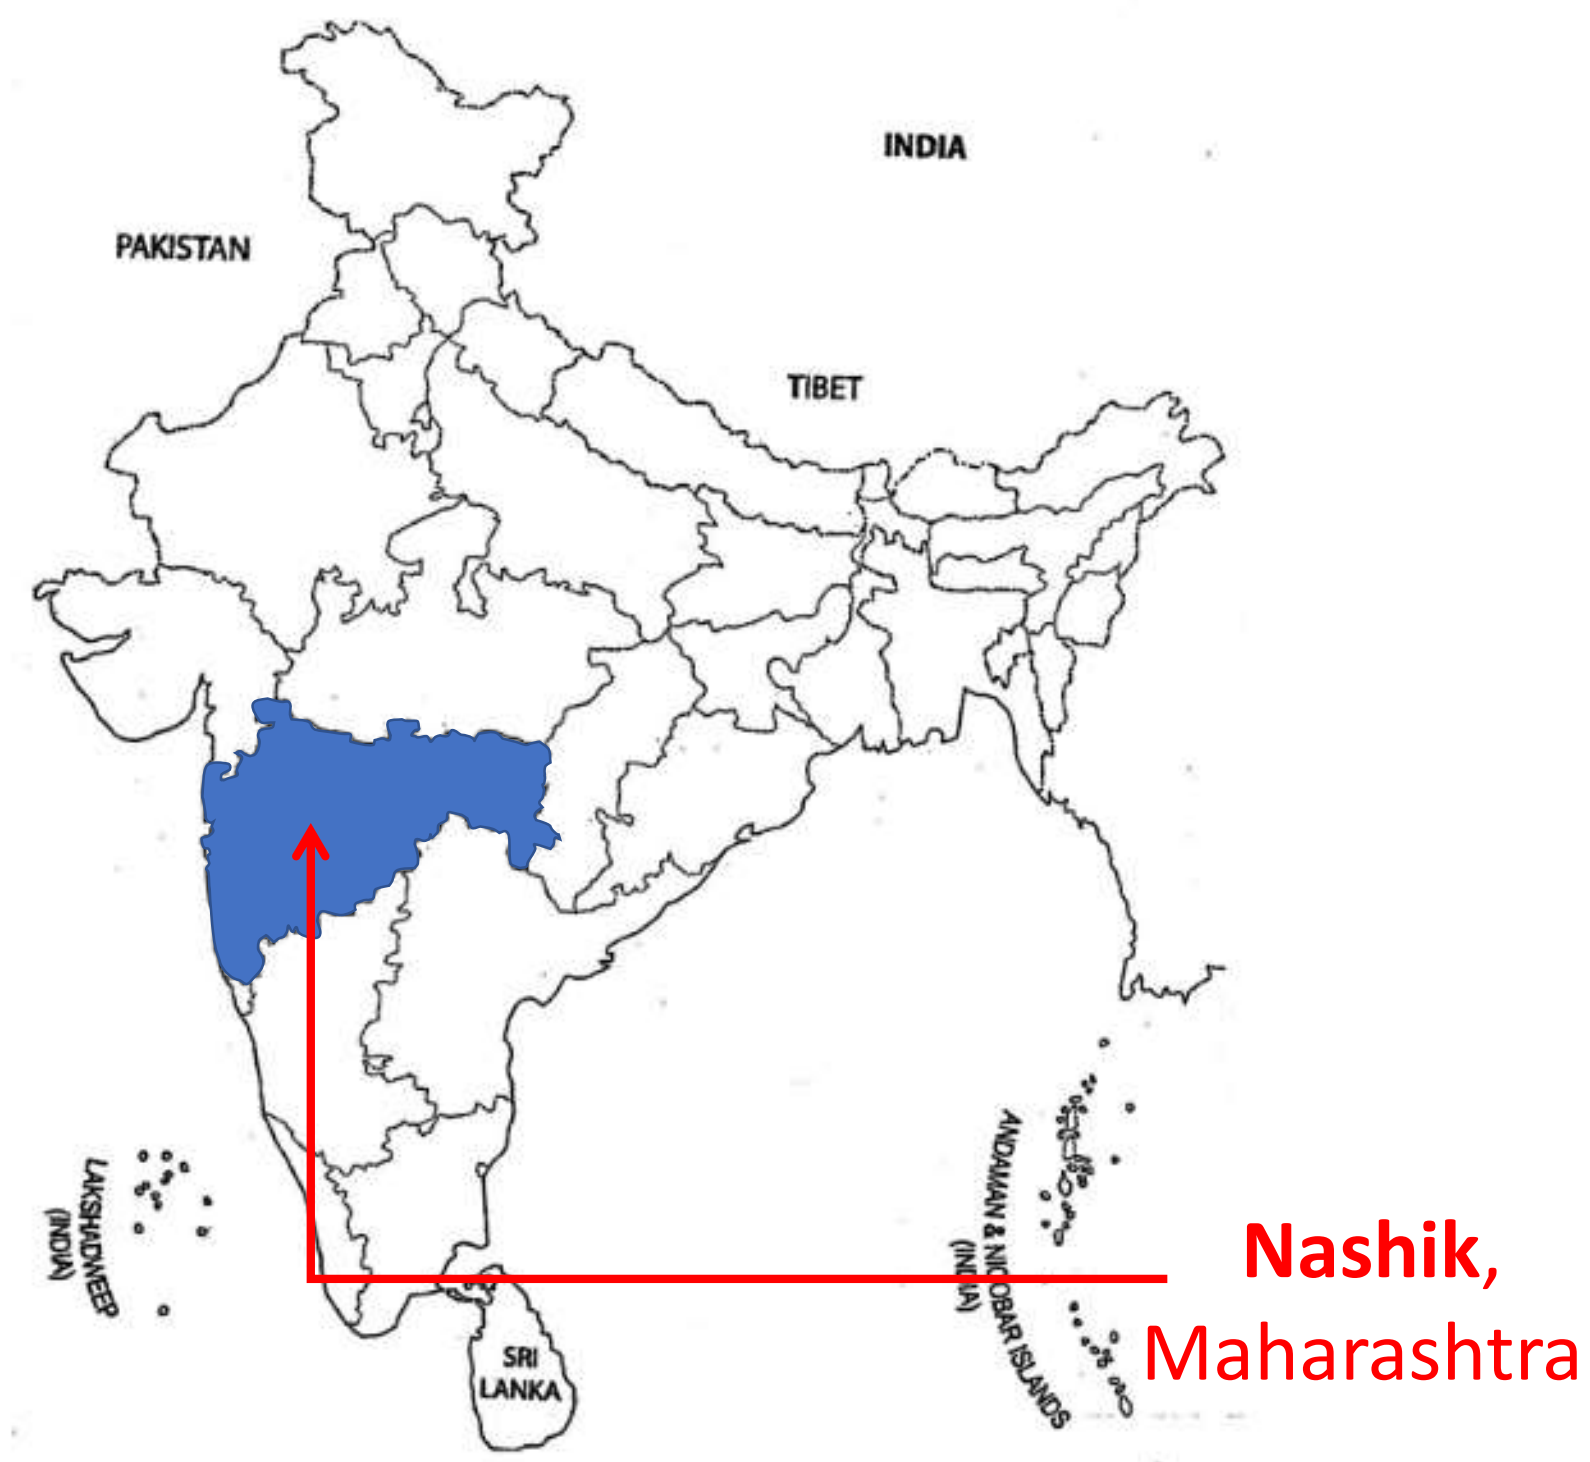 INDIA
PAKISTAN
TIBET
LAKSHADWEEP
(INDIA)
ANDAMAN & NICOBAR ISLANDS
(INDIA)
Nashik,
Maharashtra
SRI
LANKA